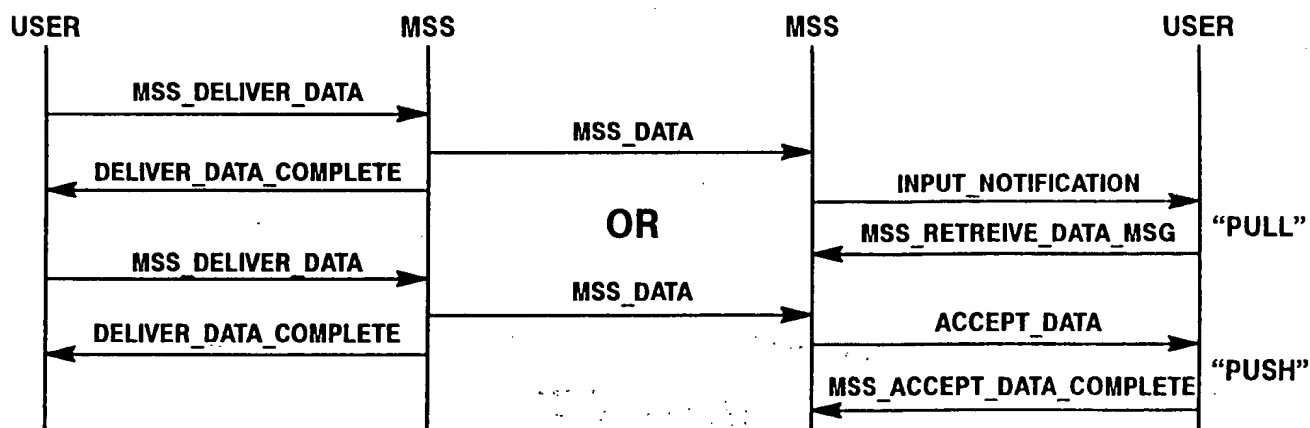 USER MSS MSS USER
MSS_DELIVER_DATA
MSS_DATA
DELIVER_DATA_COMPLETE
INPUT_NOTIFICATION
OR
MSS_RETREIVE_DATA_MSG
“PULL”
MSS_DELIVER_DATA
MSS_DATA
DELIVER_DATA_COMPLETE
ACCEPT_DATA
MSS_ACCEPT_DATA_COMPLETE
“PUSH”